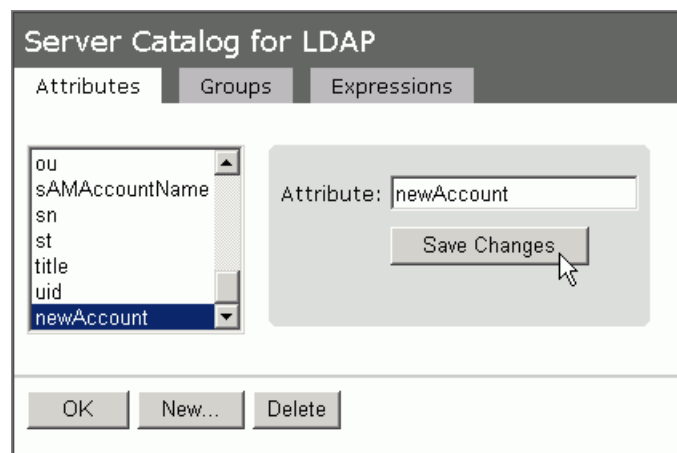 Server Catalog for LDAP
Attributes Groups Expressions
ou
sAMAccountName
sn
st
title
uid
newAccount
Attribute: newAccount
Save Changes
OK New... Delete